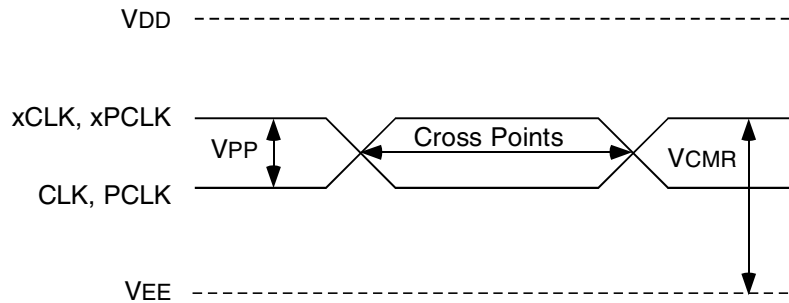 VDD
xCLK, xPCLK
Cross Points
VPP
VCMR
CLK, PCLK
VEE